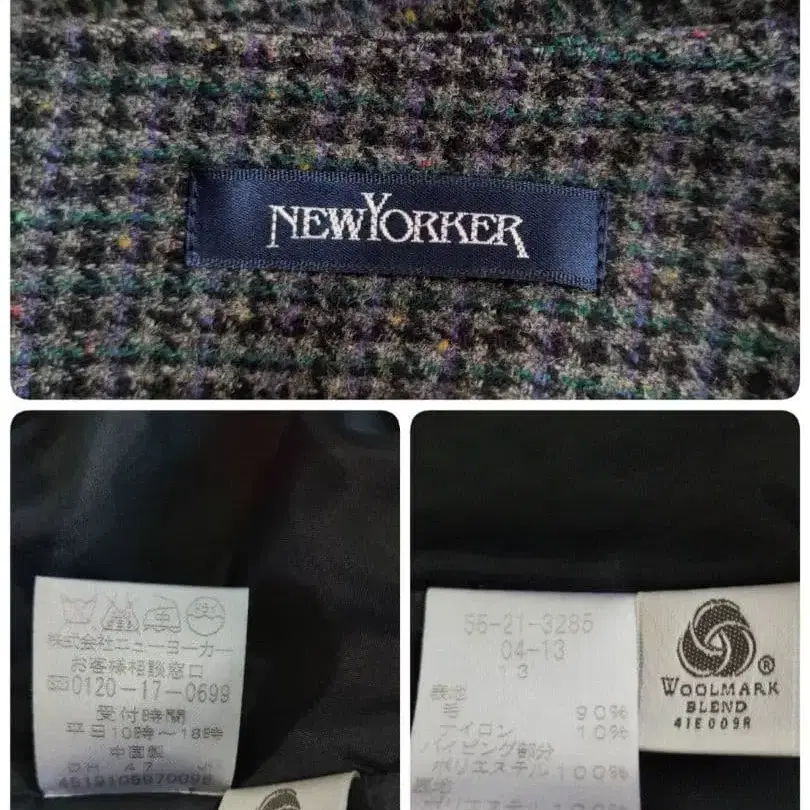 NEWYORKER
株式会社ニューヨーカー
お客様相談窓口
0120-17-0699
受付時間
平日10時～18時
中国製
55-21-3285
04-13
13
表地
毛 90%
ナイロン 10%
パイピング部分
ポリエステル100%
裏地
WOOLMARK
BLEND
41E009R